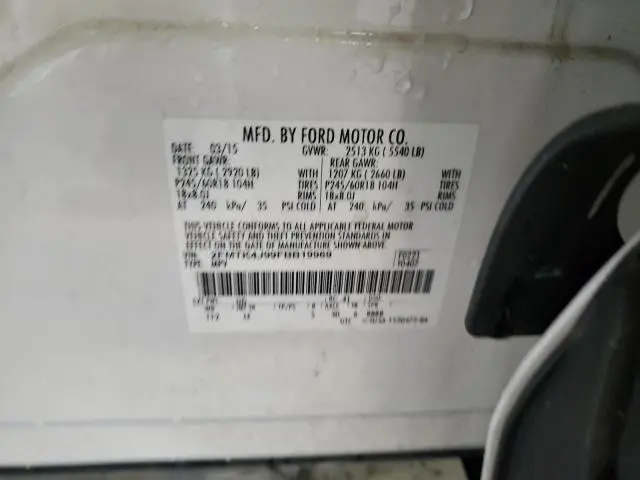 MFD. BY FORD MOTOR CO.
DATE: 03/15 GVWR: 2513 KG ( 5540 LB)
FRONT GAWR: REAR GAWR:
1325 KG ( 2920 LB) WITH 1207 KG ( 2660 LB) WITH
P245/60R18 104H TIRES P245/60R18 104H TIRES
18x8.0J RIMS 18x8.0J RIMS
AT 240 kPa/ 35 PSI COLD AT 240 kPa/ 35 PSI COLD
THIS VEHICLE CONFORMS TO ALL APPLICABLE FEDERAL MOTOR
VEHICLE SAFETY AND THEFT PREVENTION STANDARDS IN
EFFECT ON THE DATE OF MANUFACTURE SHOWN ABOVE.
VIN: 2FMTK4J99FBB19969
TYPE: MPV
UTC